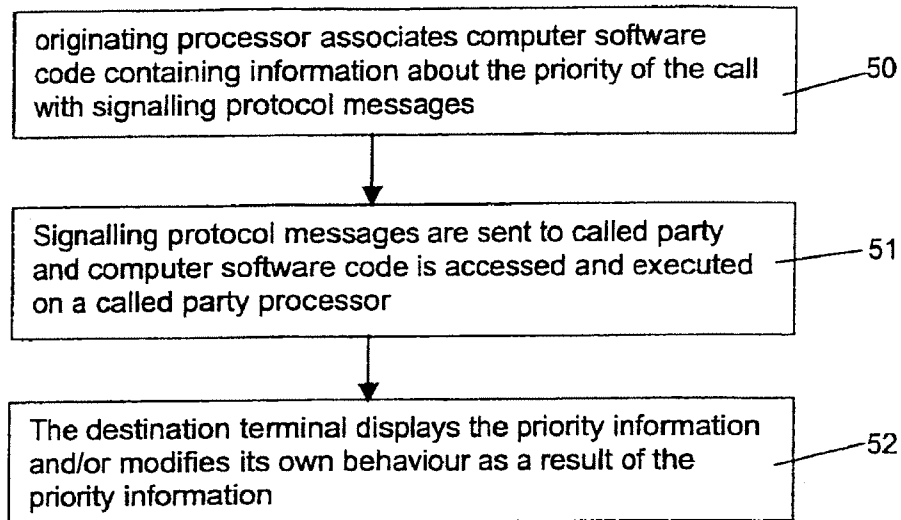 originating processor associates computer software
code containing information about the priority of the call
with signalling protocol messages
50
Signalling protocol messages are sent to called party
and computer software code is accessed and executed
on a called party processor
51
The destination terminal displays the priority information
and/or modifies its own behaviour as a result of the
priority information
52